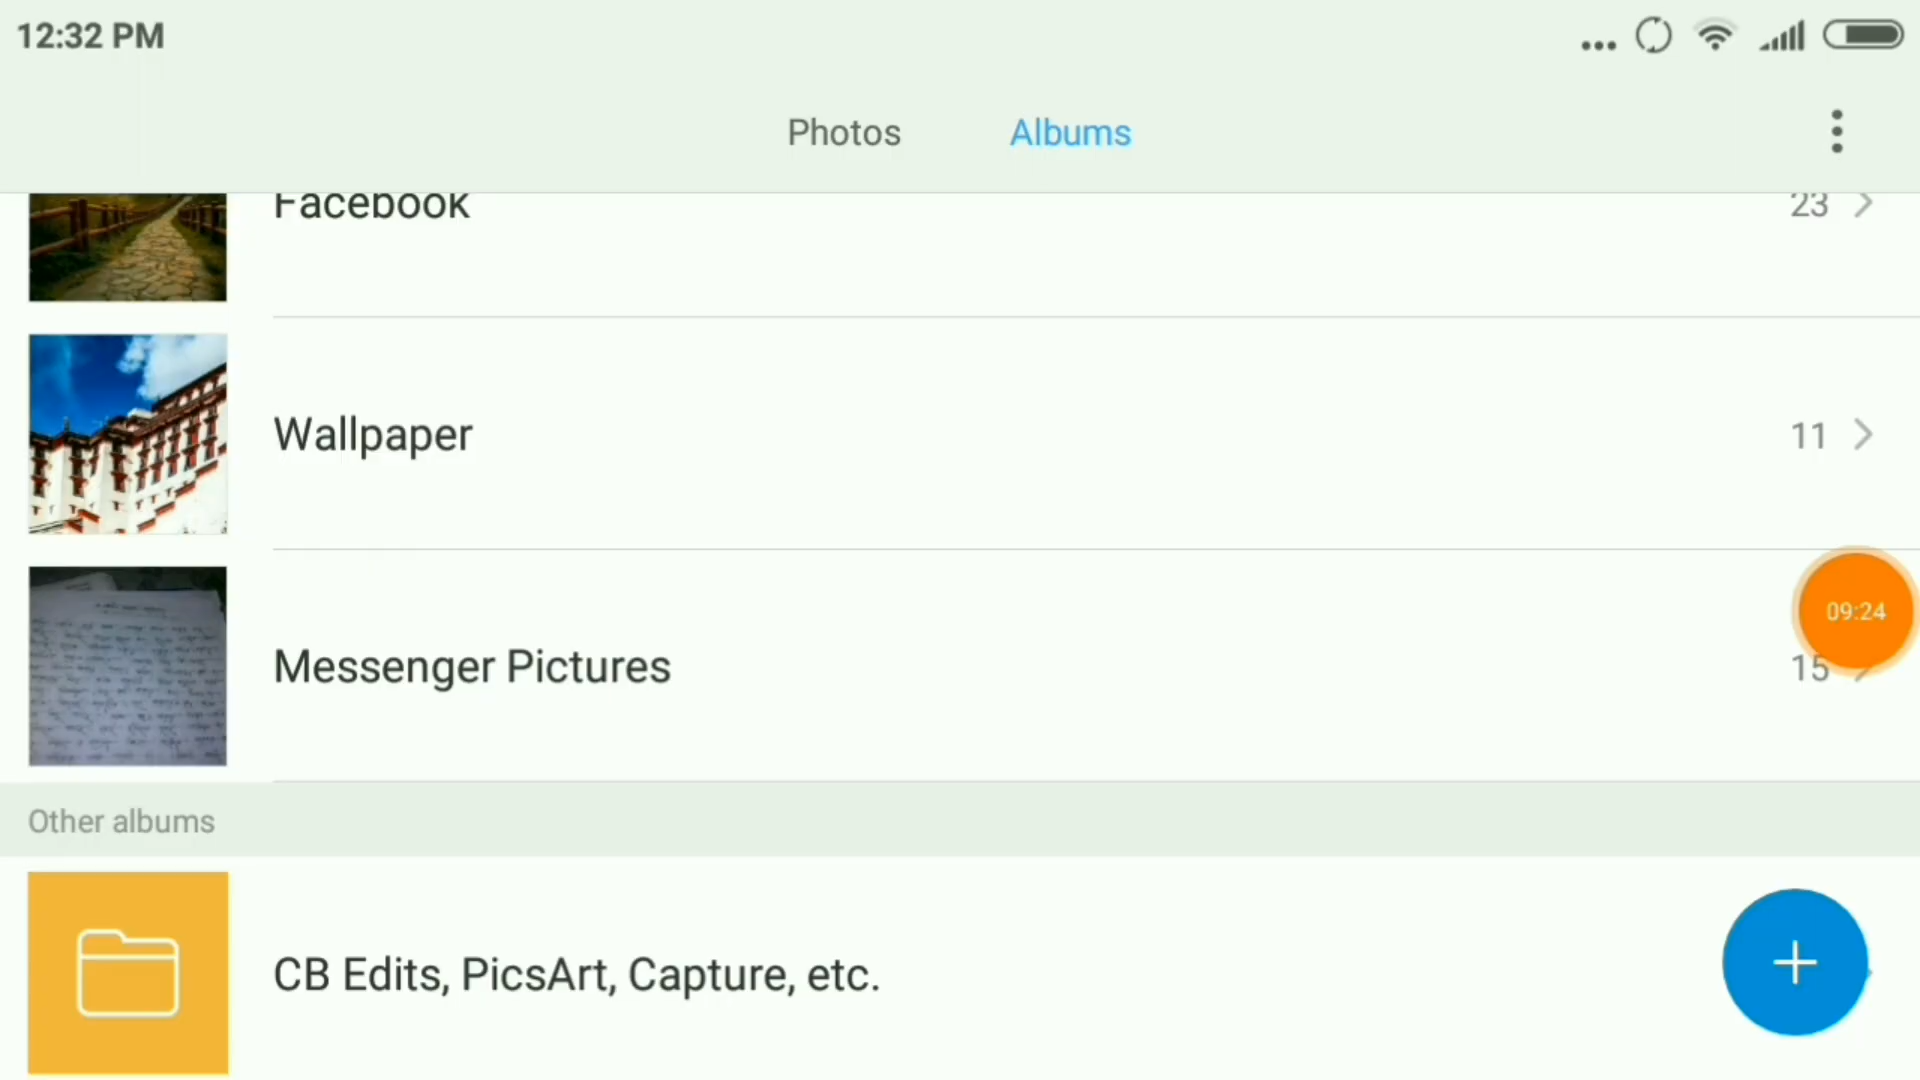 12:32 PM
Photos Albums
Facebook 23
Wallpaper 11
09:24
Messenger Pictures 15
Other albums
CB Edits, PicsArt, Capture, etc.